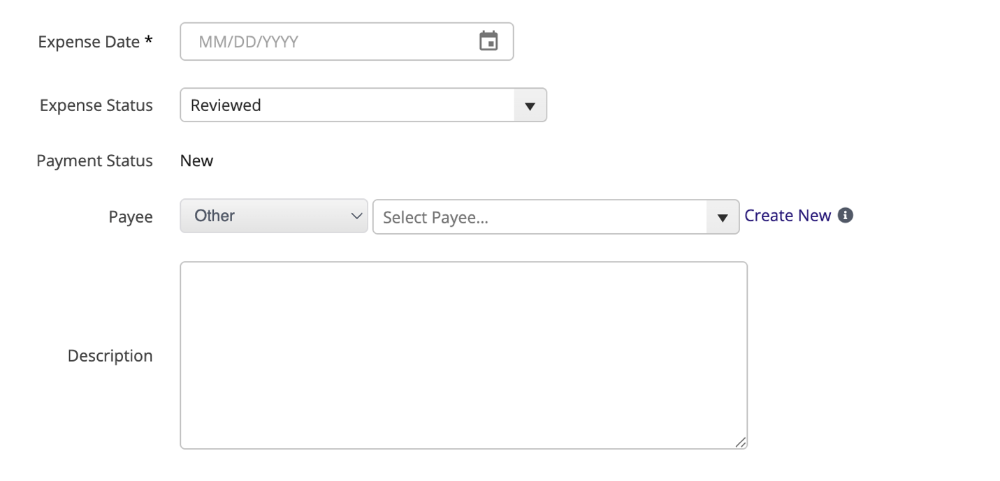 Expense Date *
MM/DD/YYYY
Expense Status
Reviewed
Payment Status
New
Payee
Other
Select Payee...
Create New
Description